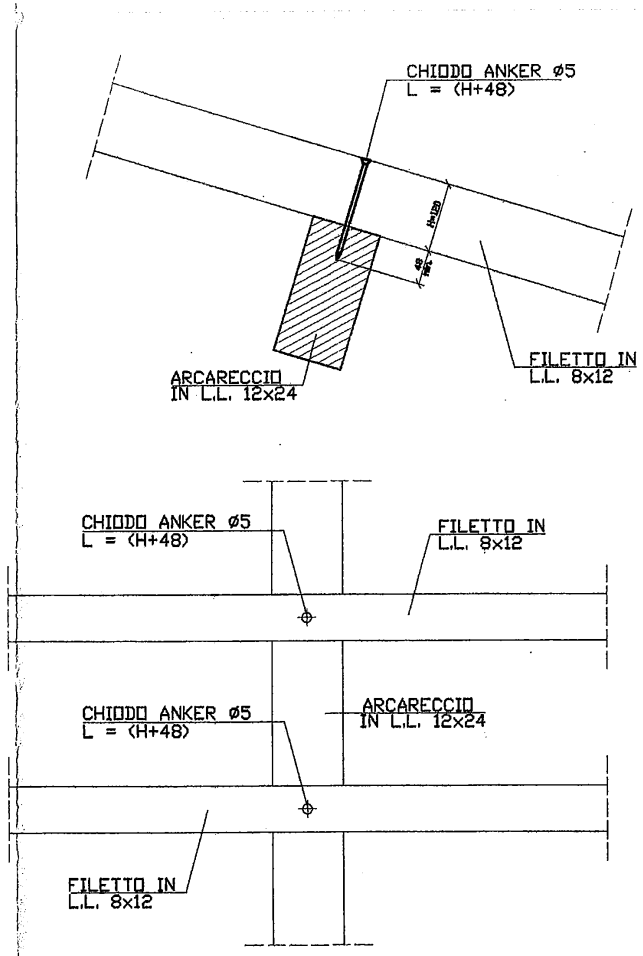 CHIODO ANKER ø5
L = (H+48)
H=120
48
MIN.
FILETTO IN
L.L. 8x12
ARCARECCIO
IN L.L. 12x24
CHIODO ANKER ø5
L = (H+48)
FILETTO IN
L.L. 8x12
CHIODO ANKER ø5
L = (H+48)
ARCARECCIO
IN L.L. 12x24
FILETTO IN
L.L. 8x12